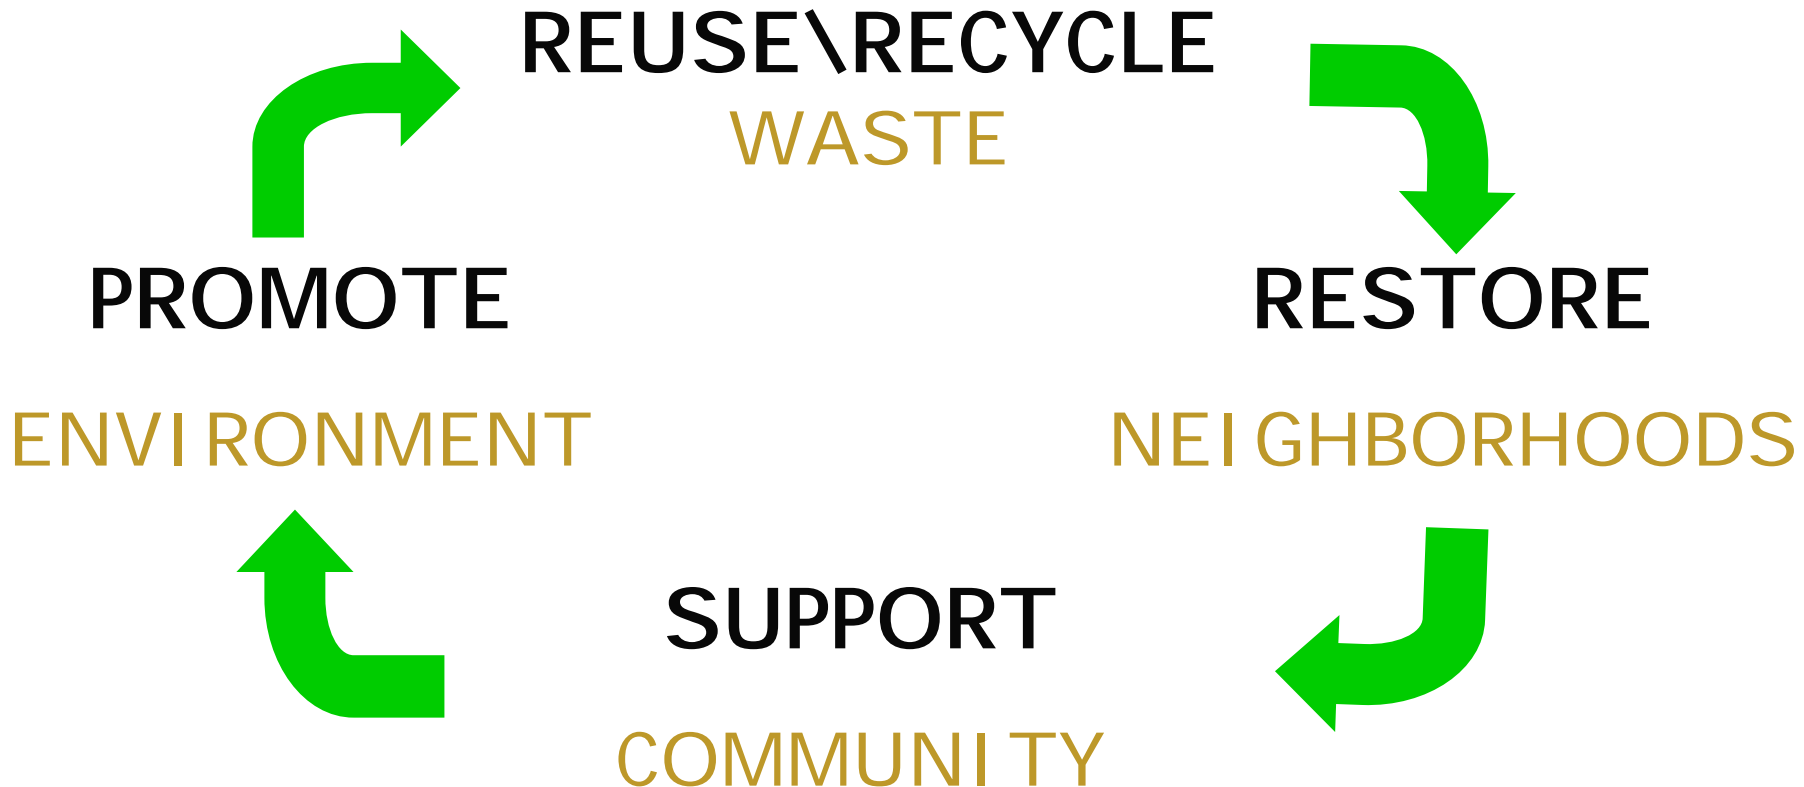 REUSE\RECYCLE
WASTE
PROMOTE
ENVIRONMENT
RESTORE
NEIGHBORHOODS
SUPPORT
COMMUNITY